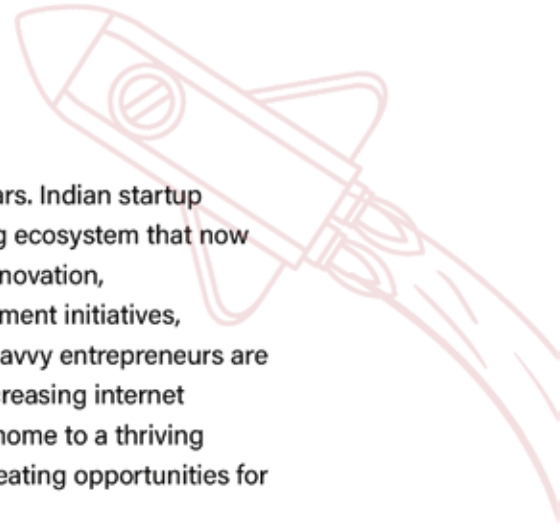 ars. Indian startup
g ecosystem that now
novation,
ment initiatives,
avvy entrepreneurs are
creasing internet
home to a thriving
eating opportunities for